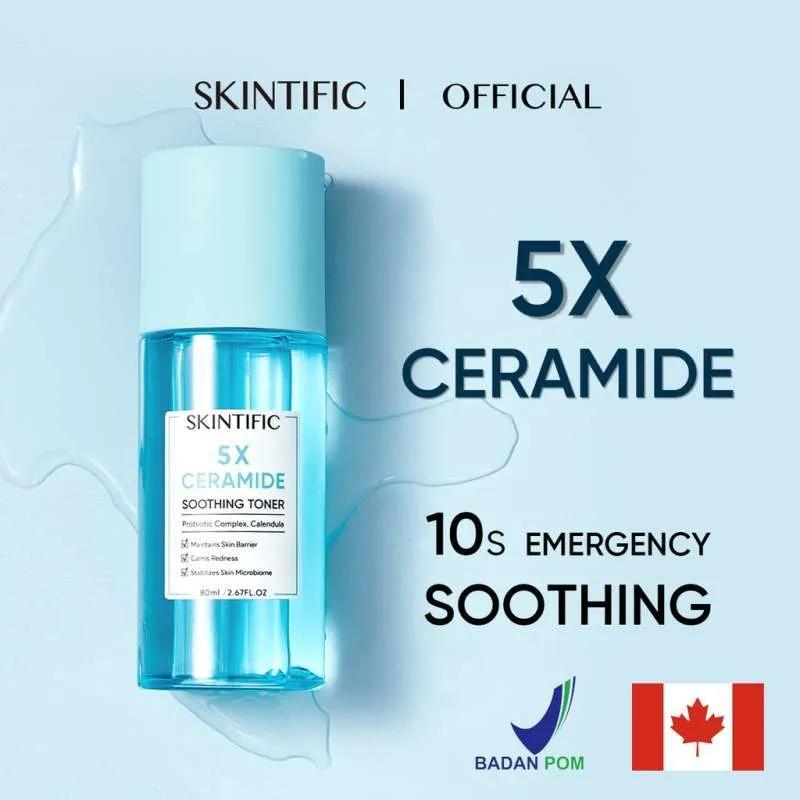 SKINTIFIC | OFFICIAL
5X
CERAMIDE
10S EMERGENCY
SOOTHING
SKINTIFIC
5X
CERAMIDE
SOOTHING TONER
Probiotic Complex, Calendula
Maintains Skin Barrier
Calms Redness
Stabilizes Skin Microbiome
80ml / 2.67FL.OZ
BADAN POM